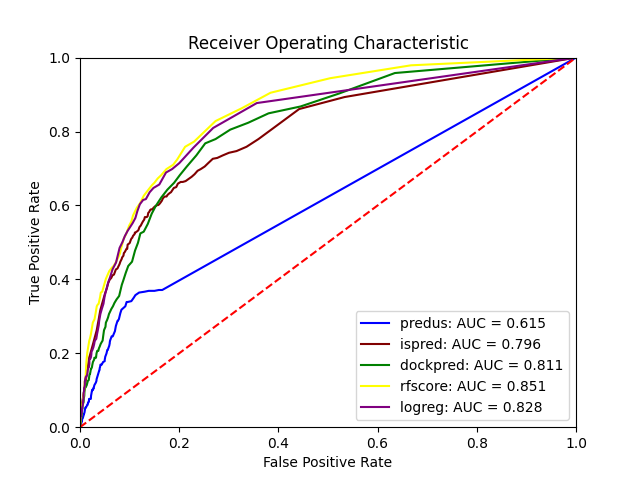 Receiver Operating Characteristic
True Positive Rate
1.0
0.8
0.6
0.4
0.2
0.0
predus: AUC = 0.615
ispred: AUC = 0.796
dockpred: AUC = 0.811
rfscore: AUC = 0.851
logreg: AUC = 0.828
0.0 0.2 0.4 0.6 0.8 1.0
False Positive Rate